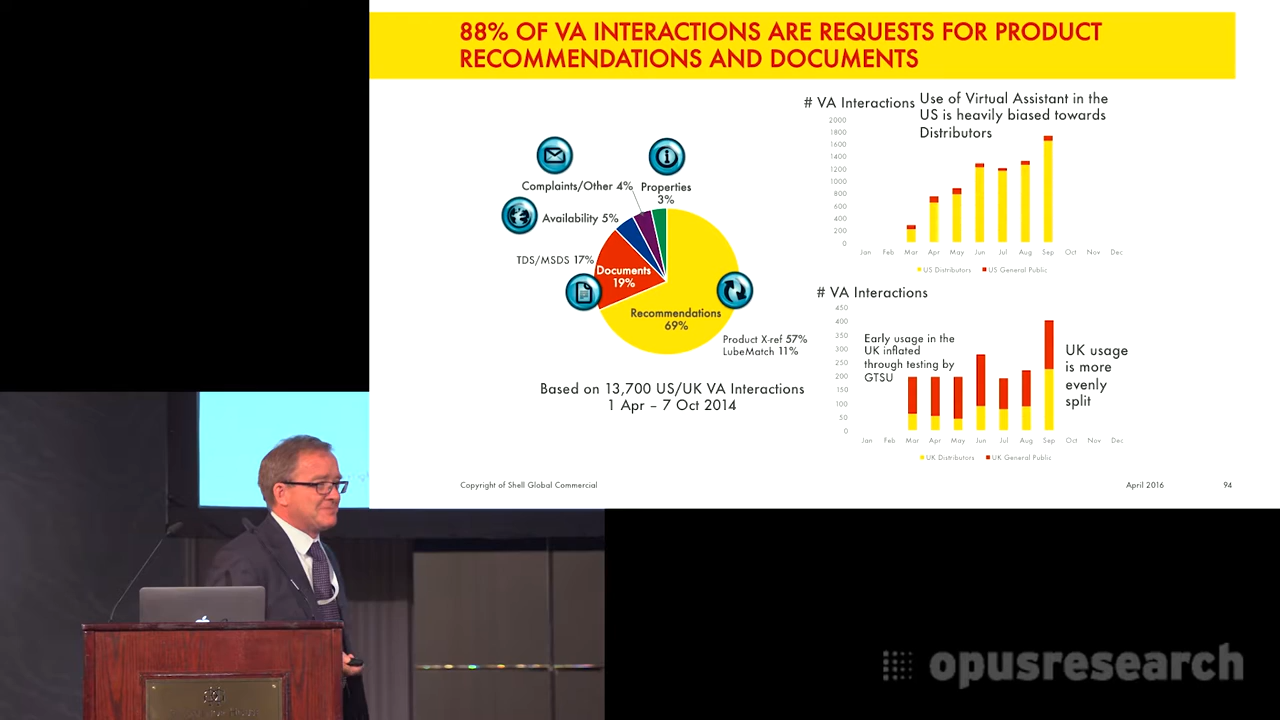 88% OF VA INTERACTIONS ARE REQUESTS FOR PRODUCT
RECOMMENDATIONS AND DOCUMENTS
Complaints/Other 4%
Properties
3%
Availability 5%
TDS/MSDS 17%
Documents
19%
Recommendations
69%
Product X-ref 57%
LubeMatch 11%
Based on 13,700 US/UK VA Interactions
1 Apr – 7 Oct 2014
# VA Interactions
Use of Virtual Assistant in the
US is heavily biased towards
Distributors
2000
1800
1600
1400
1200
1000
800
600
400
200
0
Jan Feb Mar Apr May Jun Jul Aug Sep Oct Nov Dec
US Distributors US General Public
# VA Interactions
450
400
350
300
250
200
150
100
50
0
Early usage in the
UK inflated
through testing by
GTSU
UK usage
is more
evenly
split
Jan Feb Mar Apr May Jun Jul Aug Sep Oct Nov Dec
UK Distributors UK General Public
Copyright of Shell Global Commercial
April 2016
94
opusresearch